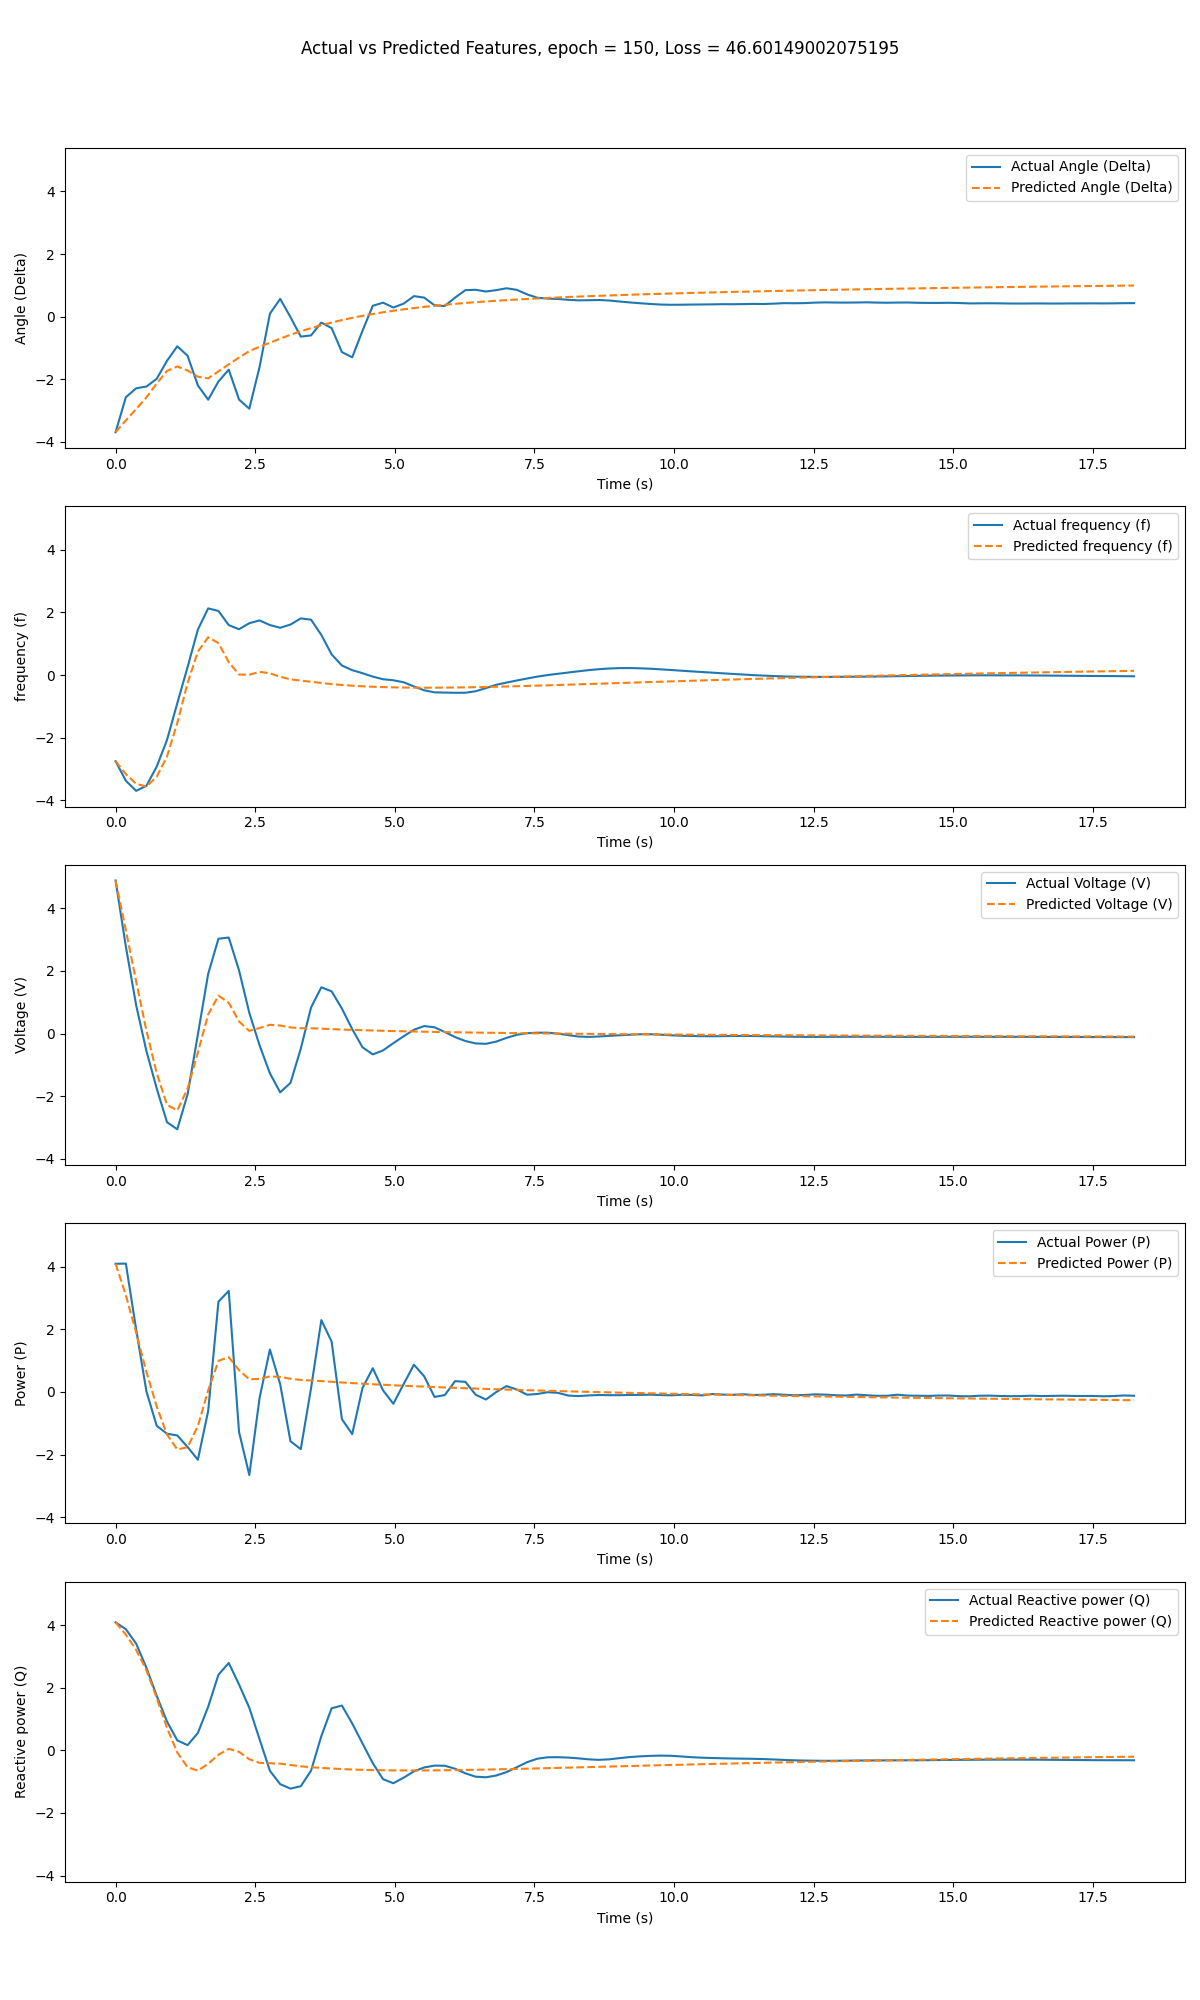 Actual vs Predicted Features, epoch = 150, Loss = 46.60149002075195
Actual Angle (Delta)
Predicted Angle (Delta)
Angle (Delta)
4
2
0
−2
−4
0.0 2.5 5.0 7.5 10.0 12.5 15.0 17.5
Time (s)
Actual frequency (f)
Predicted frequency (f)
frequency (f)
4
2
0
−2
−4
0.0 2.5 5.0 7.5 10.0 12.5 15.0 17.5
Time (s)
Actual Voltage (V)
Predicted Voltage (V)
Voltage (V)
4
2
0
−2
−4
0.0 2.5 5.0 7.5 10.0 12.5 15.0 17.5
Time (s)
Actual Power (P)
Predicted Power (P)
Power (P)
4
2
0
−2
−4
0.0 2.5 5.0 7.5 10.0 12.5 15.0 17.5
Time (s)
Actual Reactive power (Q)
Predicted Reactive power (Q)
Reactive power (Q)
4
2
0
−2
−4
0.0 2.5 5.0 7.5 10.0 12.5 15.0 17.5
Time (s)